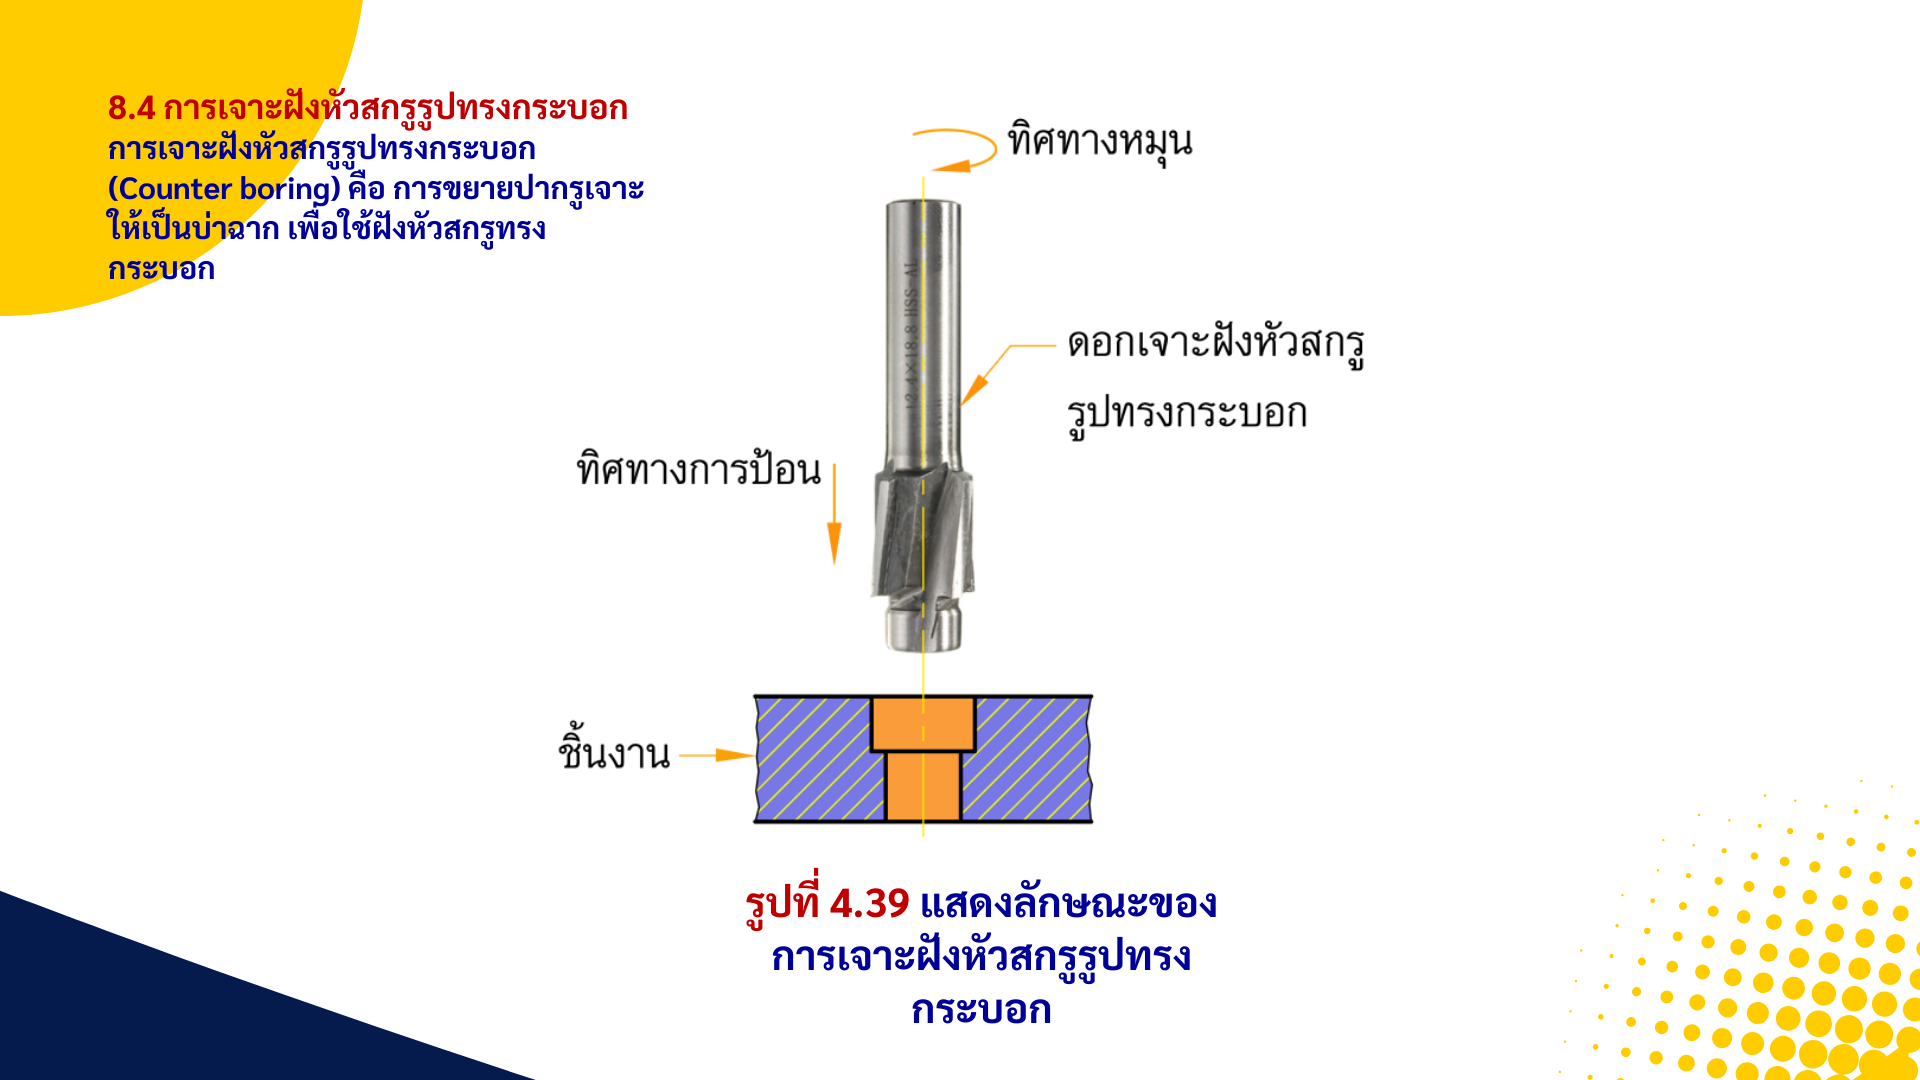 8.4 การเจาะฝังหัวสกรูรูปทรงกระบอก
การเจาะฝังหัวสกรูรูปทรงกระบอก
(Counter boring) คือ การขยายปากรูเจาะ
ให้เป็นบ่าฉาก เพื่อใช้ฝังหัวสกรูทรง
กระบอก
ทิศทางหมุน
12.4×18.8 HSS AL
ดอกเจาะฝังหัวสกรู
รูปทรงกระบอก
ทิศทางการป้อน
ชิ้นงาน
รูปที่ 4.39 แสดงลักษณะของ
การเจาะฝังหัวสกรูรูปทรง
กระบอก